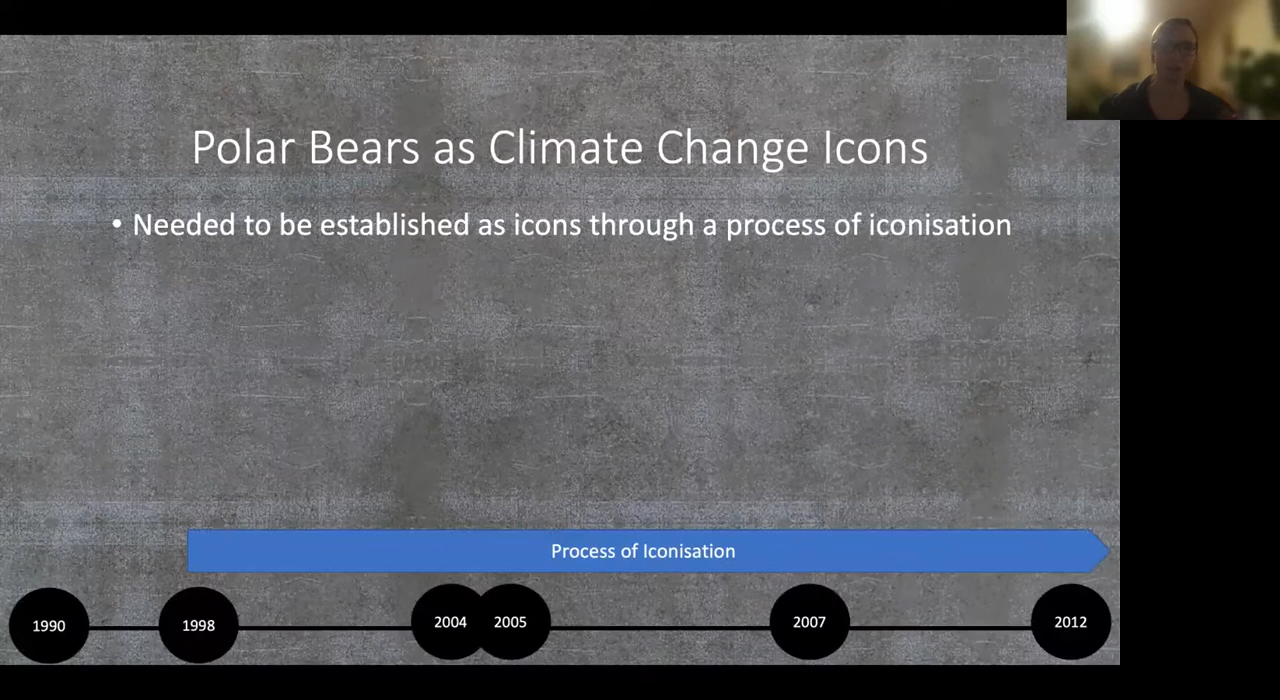 Polar Bears as Climate Change Icons
• Needed to be established as icons through a process of iconisation
Process of Iconisation
1990
1998
2004
2005
2007
2012